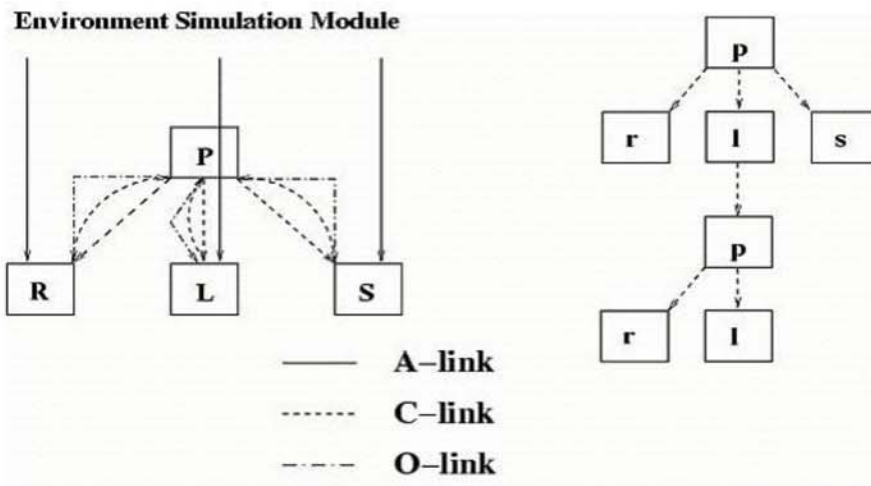 Environment Simulation Module
P
R
L
S
p
r
l
s
p
r
l
A–link
C–link
O–link